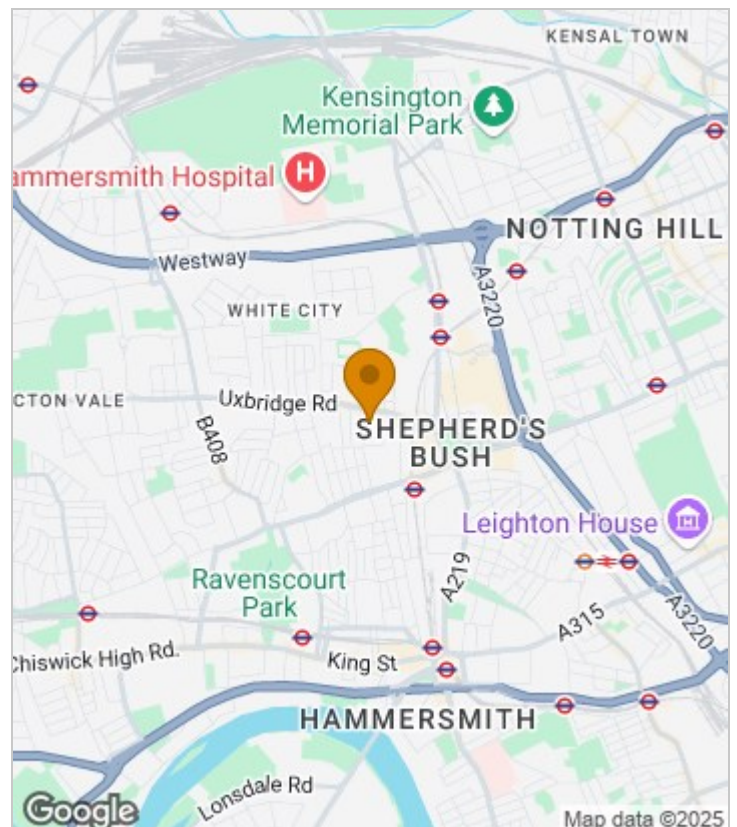 KENSAL TOWN
Kensington
Memorial Park
ammersmith Hospital
H
NOTTING HILL
Westway
A3220
WHITE CITY
CTON VALE
Uxbridge Rd
B408
SHEPHERD'S
BUSH
Leighton House
A219
Ravenscourt
Park
A315
A3220
Chiswick High Rd.
King St
HAMMERSMITH
Lonsdale Rd
Google
Map data ©2025